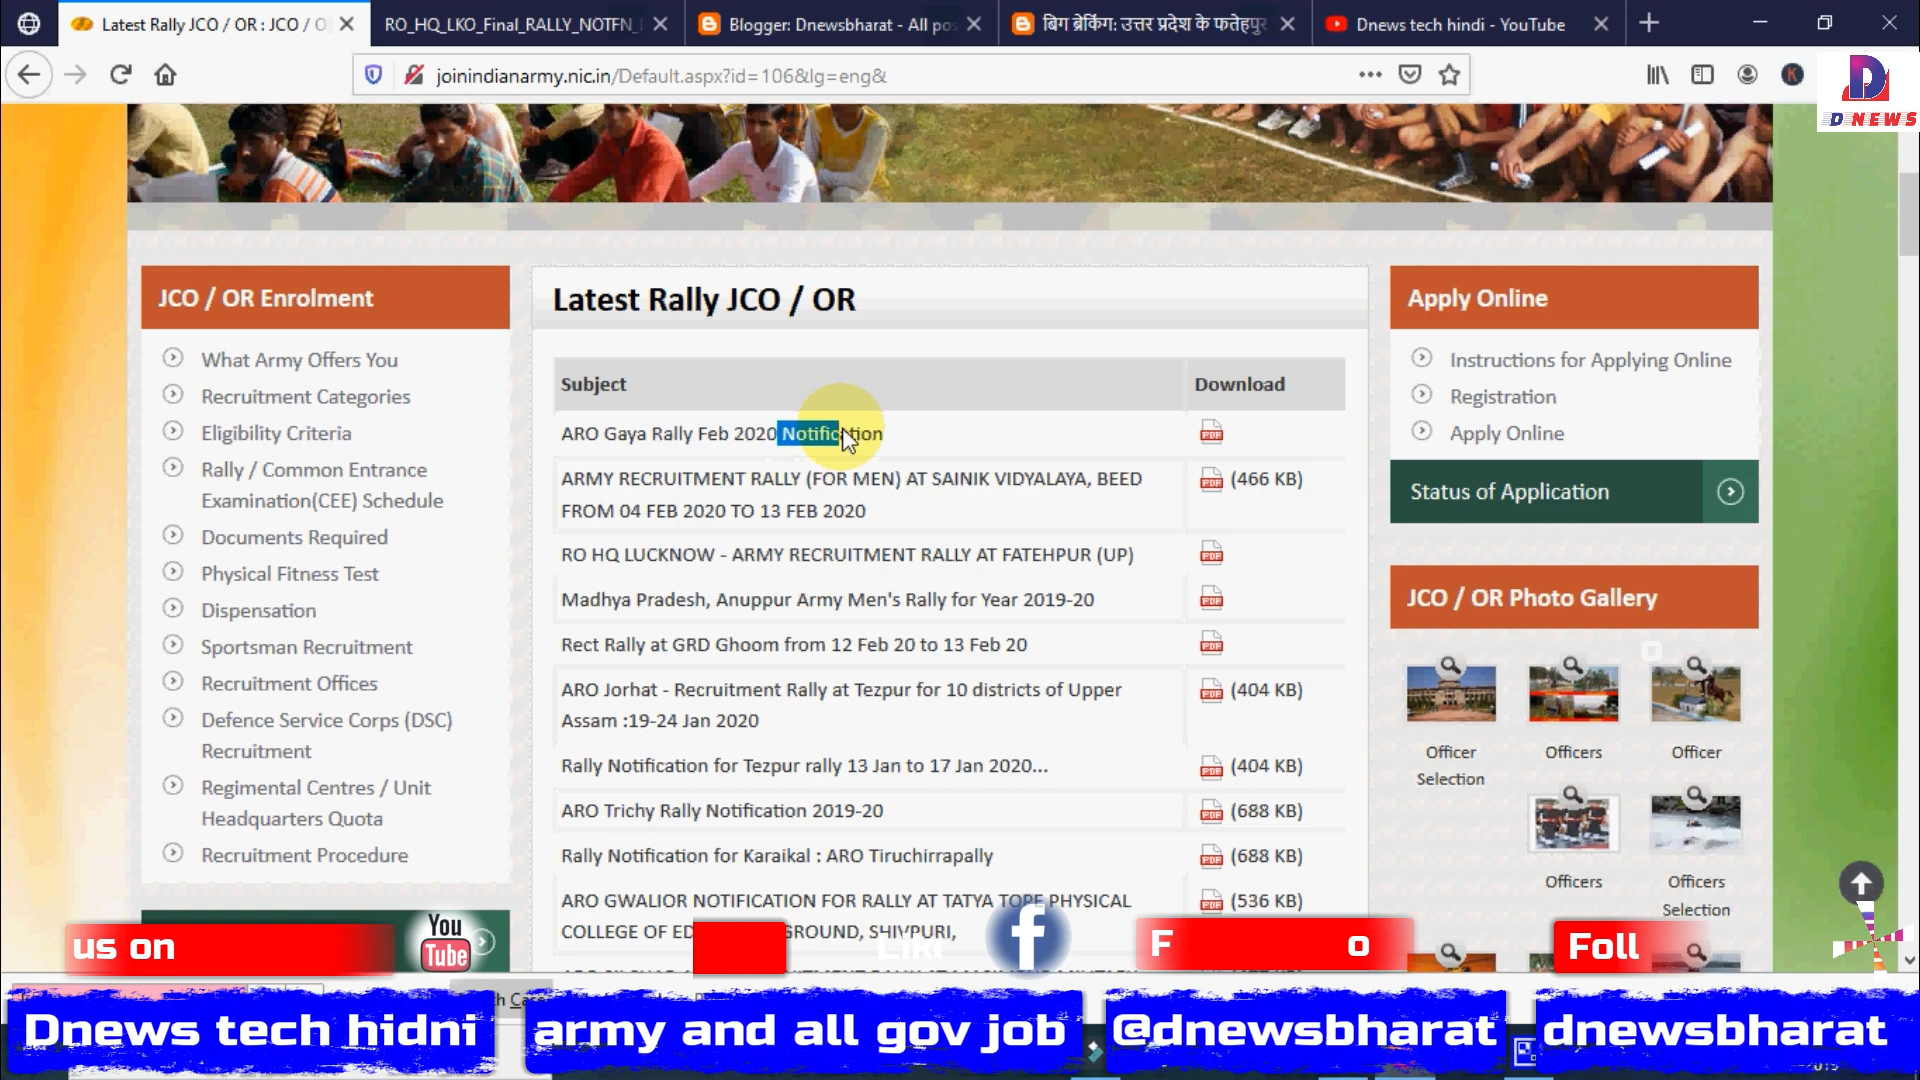 Latest Rally JCO / OR : JCO / O
RO_HQ_LKO_Final_RALLY_NOTFN_
Blogger: Dnewsbharat - All pos
बिग ब्रेकिंग: उत्तर प्रदेश के फतेहपुर
Dnews tech hindi - YouTube
joinindianarmy.nic.in/Default.aspx?id=106&lg=eng&
K
D NEWS
JCO / OR Enrolment
What Army Offers You
Recruitment Categories
Eligibility Criteria
Rally / Common Entrance
Examination(CEE) Schedule
Documents Required
Physical Fitness Test
Dispensation
Sportsman Recruitment
Recruitment Offices
Defence Service Corps (DSC)
Recruitment
Regimental Centres / Unit
Headquarters Quota
Recruitment Procedure
Latest Rally JCO / OR
Subject Download
ARO Gaya Rally Feb 2020 Notification
ARMY RECRUITMENT RALLY (FOR MEN) AT SAINIK VIDYALAYA, BEED (466 KB)
FROM 04 FEB 2020 TO 13 FEB 2020
RO HQ LUCKNOW - ARMY RECRUITMENT RALLY AT FATEHPUR (UP)
Madhya Pradesh, Anuppur Army Men's Rally for Year 2019-20
Rect Rally at GRD Ghoom from 12 Feb 20 to 13 Feb 20
ARO Jorhat - Recruitment Rally at Tezpur for 10 districts of Upper (404 KB)
Assam :19-24 Jan 2020
Rally Notification for Tezpur rally 13 Jan to 17 Jan 2020... (404 KB)
ARO Trichy Rally Notification 2019-20 (688 KB)
Rally Notification for Karaikal : ARO Tiruchirrapally (688 KB)
ARO GWALIOR NOTIFICATION FOR RALLY AT TATYA TOPE PHYSICAL (536 KB)
COLLEGE OF ED GROUND, SHIVPURI,
Apply Online
Instructions for Applying Online
Registration
Apply Online
Status of Application
JCO / OR Photo Gallery
Officer
Selection
Officers
Officer
Officers
Officers
Selection
us on
You
Tube
f
F o
Foll
Dnews tech hidni
army and all gov job
@dnewsbharat
dnewsbharat